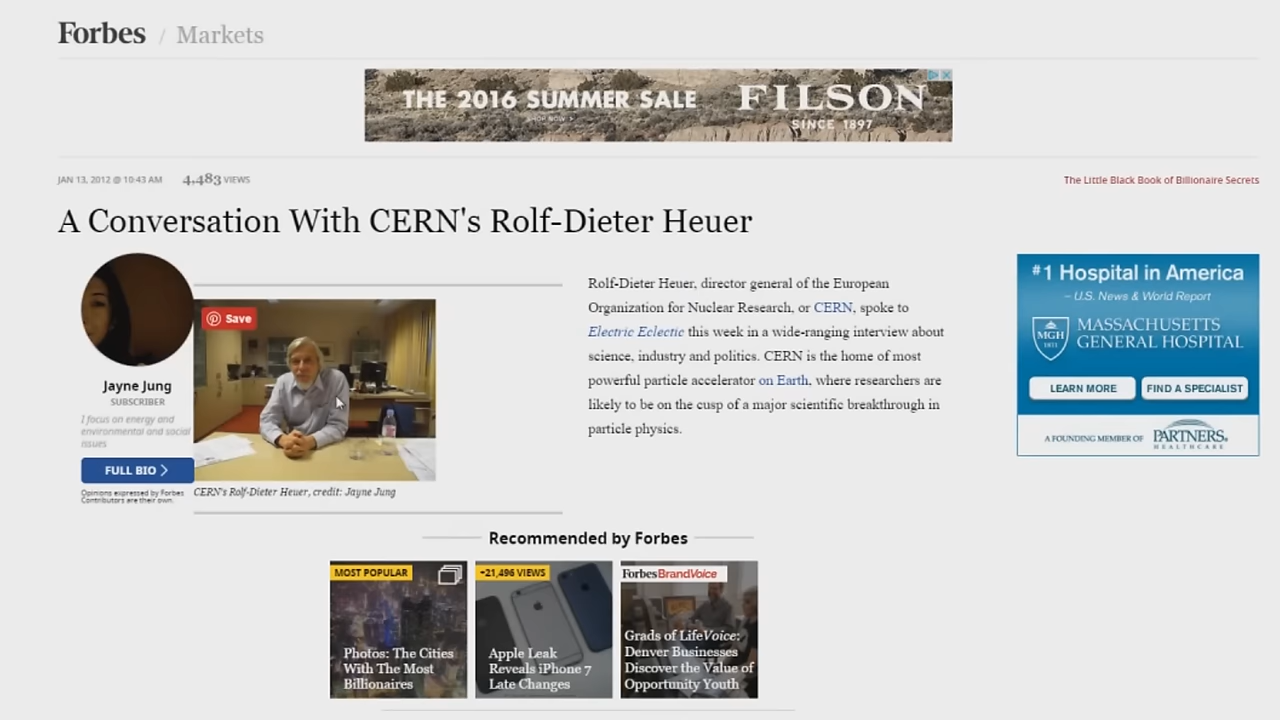 Forbes / Markets
THE 2016 SUMMER SALE
SHOP NOW >
FILSON
SINCE 1897
JAN 13, 2012 @ 10:43 AM 4,483 VIEWS
The Little Black Book of Billionaire Secrets
A Conversation With CERN's Rolf-Dieter Heuer
Save
Jayne Jung
SUBSCRIBER
I focus on energy and
environmental and social
issues
FULL BIO >
Opinions expressed by Forbes
Contributors are their own.
CERN's Rolf-Dieter Heuer, credit: Jayne Jung
Rolf-Dieter Heuer, director general of the European
Organization for Nuclear Research, or CERN, spoke to
Electric Eclectic this week in a wide-ranging interview about
science, industry and politics. CERN is the home of most
powerful particle accelerator on Earth, where researchers are
likely to be on the cusp of a major scientific breakthrough in
particle physics.
#1 Hospital in America
– U.S. News & World Report
MGH
1811
MASSACHUSETTS
GENERAL HOSPITAL
LEARN MORE
FIND A SPECIALIST
A FOUNDING MEMBER OF PARTNERS.
HEALTHCARE
Recommended by Forbes
MOST POPULAR
Photos: The Cities
With The Most
Billionaires
+21,496 VIEWS
Apple Leak
Reveals iPhone 7
Late Changes
ForbesBrandVoice
Grads of LifeVoice:
Denver Businesses
Discover the Value of
Opportunity Youth